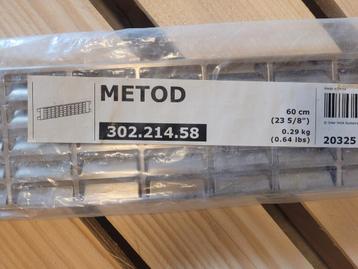 METOD
302.214.58
60 cm
(23 5/8")
0.29 kg
(0.64 lbs)
20325